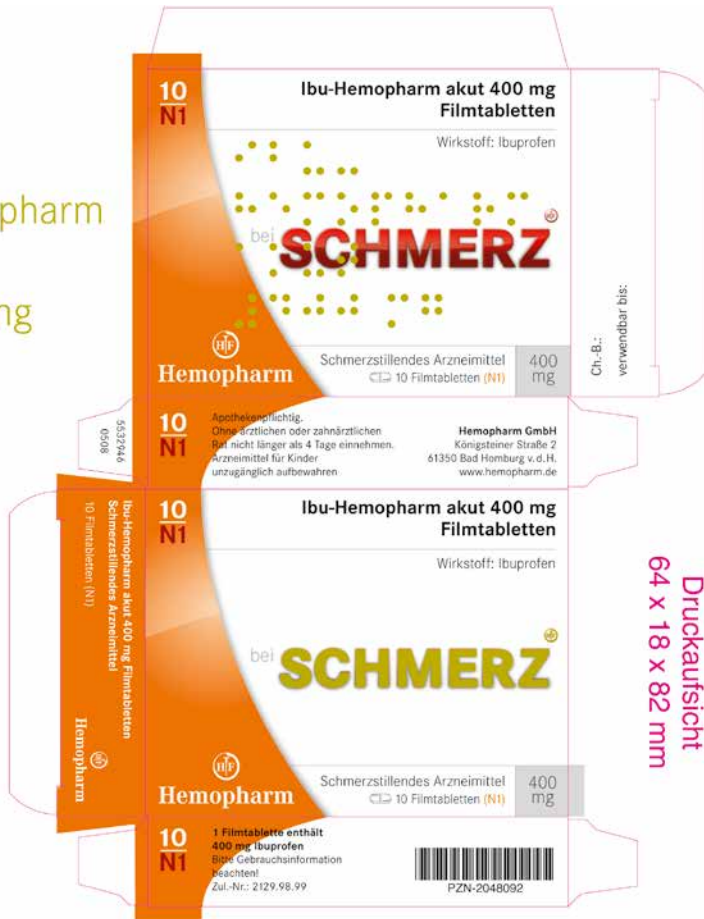 pharm
ng
10
N1
Ibu-Hemopharm akut 400 mg
Filmtabletten
Wirkstoff: Ibuprofen
bei SCHMERZ
HF
Hemopharm
Schmerzstillendes Arzneimittel
10 Filmtabletten (N1)
400
mg
Ch.-B.:
verwendbar bis:
5532946
0508
10
N1
Apothekenpflichtig.
Ohne ärztlichen oder zahnärztlichen
Rat nicht länger als 4 Tage einnehmen.
Arzneimittel für Kinder
unzugänglich aufbewahren
Hemopharm GmbH
Königsteiner Straße 2
61350 Bad Homburg v. d. H.
www.hemopharm.de
Ibu-Hemopharm akut 400 mg Filmtabletten
Schmerzstillendes Arzneimittel
10 Filmtabletten (N1)
Hemopharm
10
N1
Ibu-Hemopharm akut 400 mg
Filmtabletten
Wirkstoff: Ibuprofen
bei SCHMERZ
HF
Hemopharm
Schmerzstillendes Arzneimittel
10 Filmtabletten (N1)
400
mg
Druckaufsicht
64 x 18 x 82 mm
10
N1
1 Filmtablette enthält
400 mg Ibuprofen
Bitte Gebrauchsinformation
beachten!
Zul.-Nr.: 2129.98.99
PZN-2048092